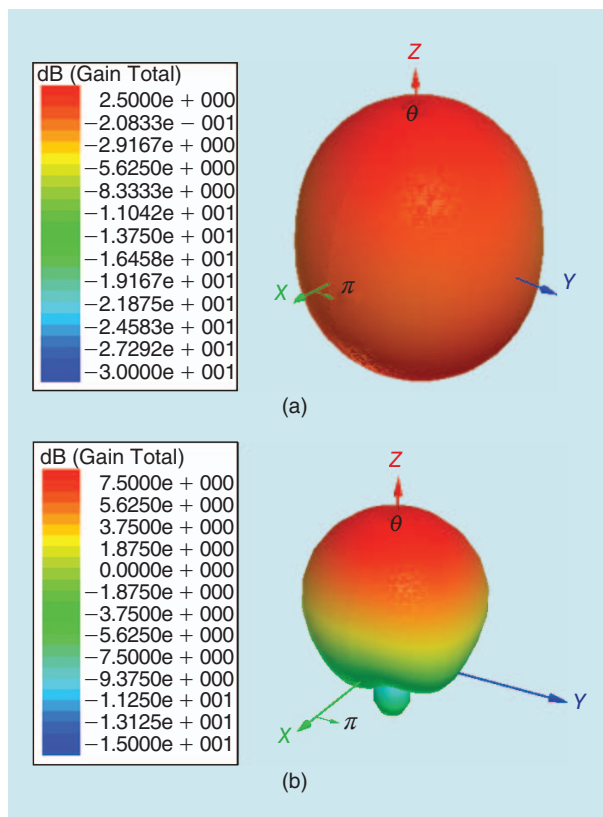 dB (Gain Total)
2.5000e + 000
−2.0833e − 001
−2.9167e + 000
−5.6250e + 000
−8.3333e + 000
−1.1042e + 001
−1.3750e + 001
−1.6458e + 001
−1.9167e + 001
−2.1875e + 001
−2.4583e + 001
−2.7292e + 001
−3.0000e + 001
Z
θ
X
π
Y
(a)
dB (Gain Total)
7.5000e + 000
5.6250e + 000
3.7500e + 000
1.8750e + 000
0.0000e + 000
−1.8750e + 000
−3.7500e + 000
−5.6250e + 000
−7.5000e + 000
−9.3750e + 000
−1.1250e + 001
−1.3125e + 001
−1.5000e + 001
Z
θ
X
π
Y
(b)